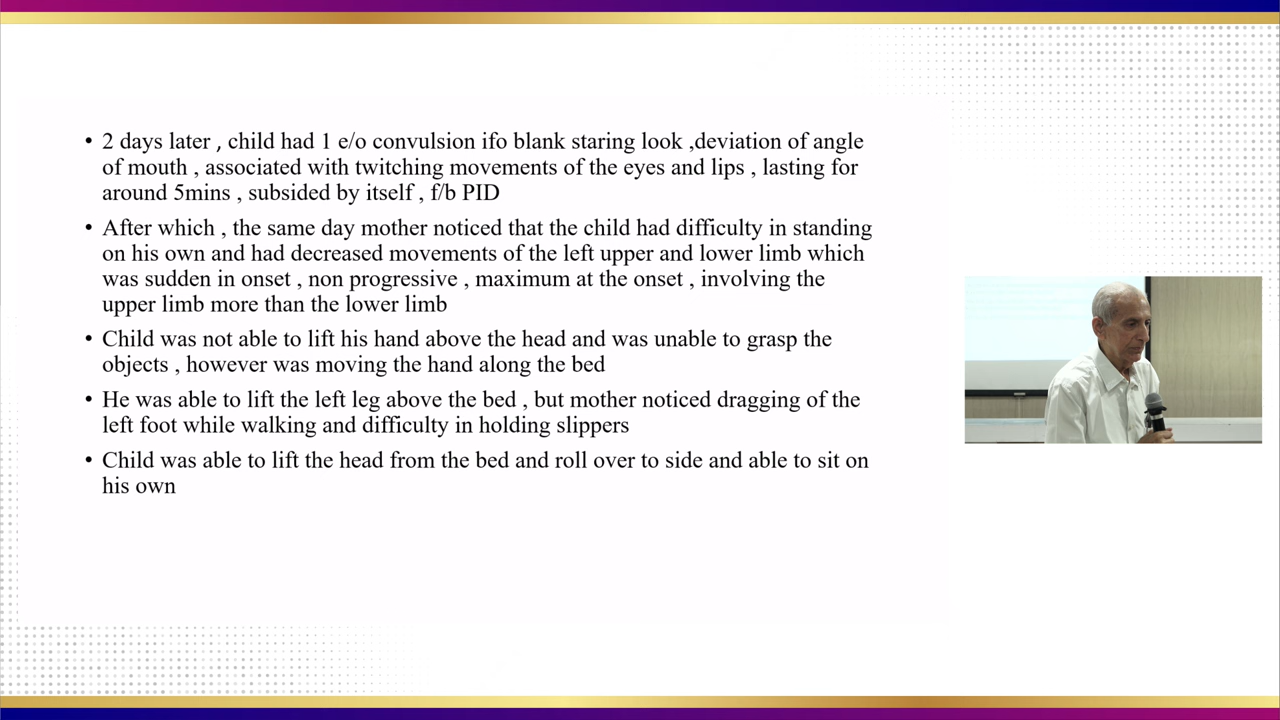 • 2 days later , child had 1 e/o convulsion ifo blank staring look ,deviation of angle
of mouth , associated with twitching movements of the eyes and lips , lasting for
around 5mins , subsided by itself , f/b PID
• After which , the same day mother noticed that the child had difficulty in standing
on his own and had decreased movements of the left upper and lower limb which
was sudden in onset , non progressive , maximum at the onset , involving the
upper limb more than the lower limb
• Child was not able to lift his hand above the head and was unable to grasp the
objects , however was moving the hand along the bed
• He was able to lift the left leg above the bed , but mother noticed dragging of the
left foot while walking and difficulty in holding slippers
• Child was able to lift the head from the bed and roll over to side and able to sit on
his own